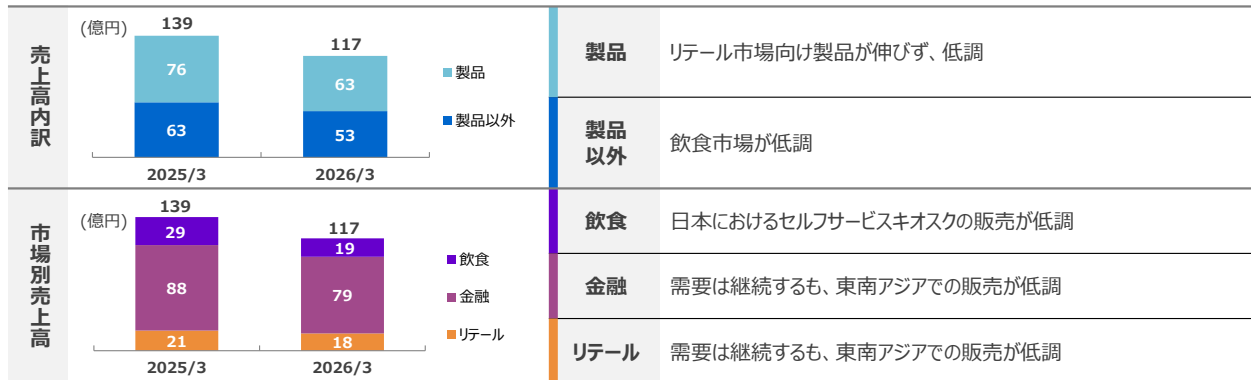 売上高内訳
(億円)
139
117
76
63
63
53
2025/3
2026/3
製品
製品以外
製品
リテール市場向け製品が伸びず、低調
製品
以外
飲食市場が低調
市場別売上高
(億円)
139
117
29
19
88
79
21
18
2025/3
2026/3
飲食
金融
リテール
飲食
日本におけるセルフサービスキオスクの販売が低調
金融
需要は継続するも、東南アジアでの販売が低調
リテール
需要は継続するも、東南アジアでの販売が低調